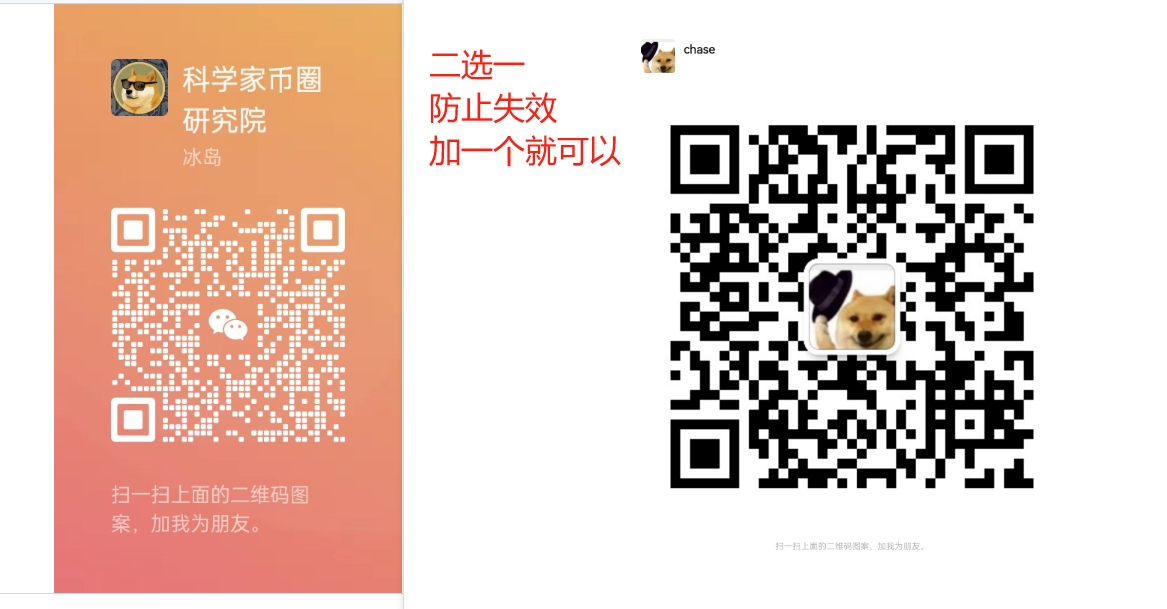 科学家币圈
研究院
冰岛
扫一扫上面的二维码图
案，加我为朋友。
二选一
防止失效
加一个就可以
chase
扫一扫上面的二维码图案，加我为朋友。